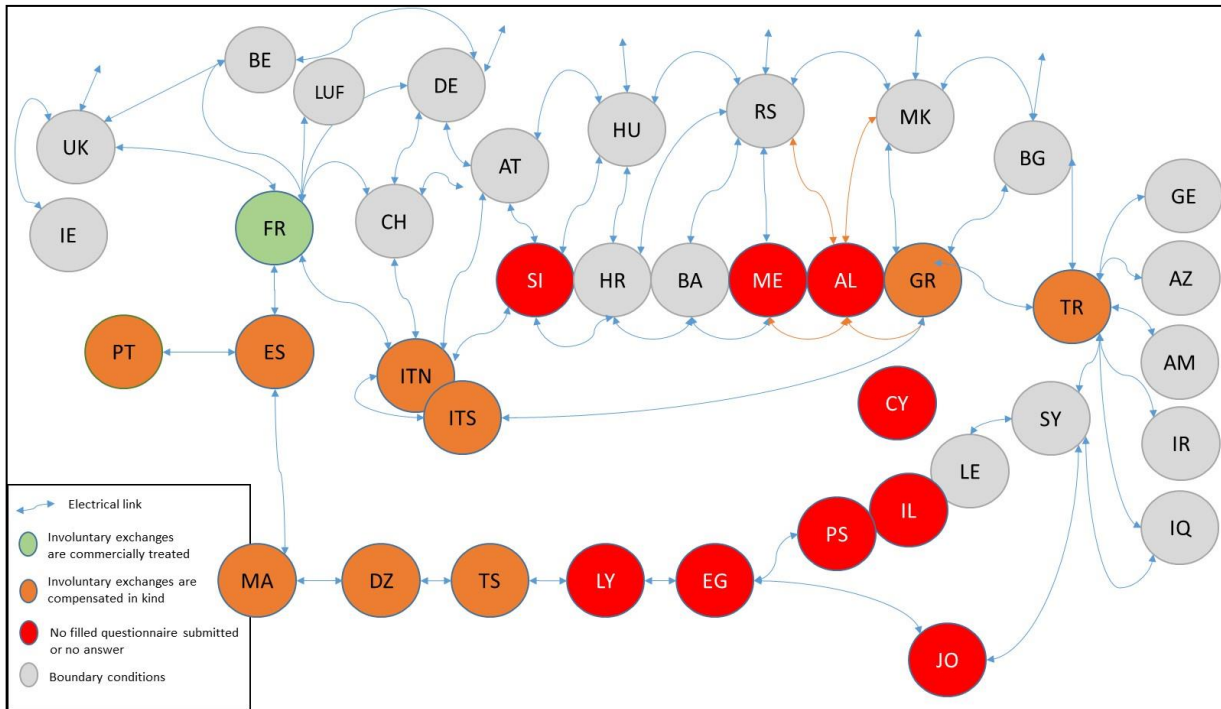 BE
DE
LUF
UK
HU
RS
MK
AT
BG
IE
FR
CH
GE
SI
HR
BA
ME
AL
GR
AZ
TR
PT
ES
ITN
ITS
AM
CY
SY
IR
LE
IL
PS
IQ
MA
DZ
TS
LY
EG
JO
Electrical link
Involuntary exchanges
are commercially treated
Involuntary exchanges are
compensated in kind
No filled questionnaire submitted
or no answer
Boundary conditions